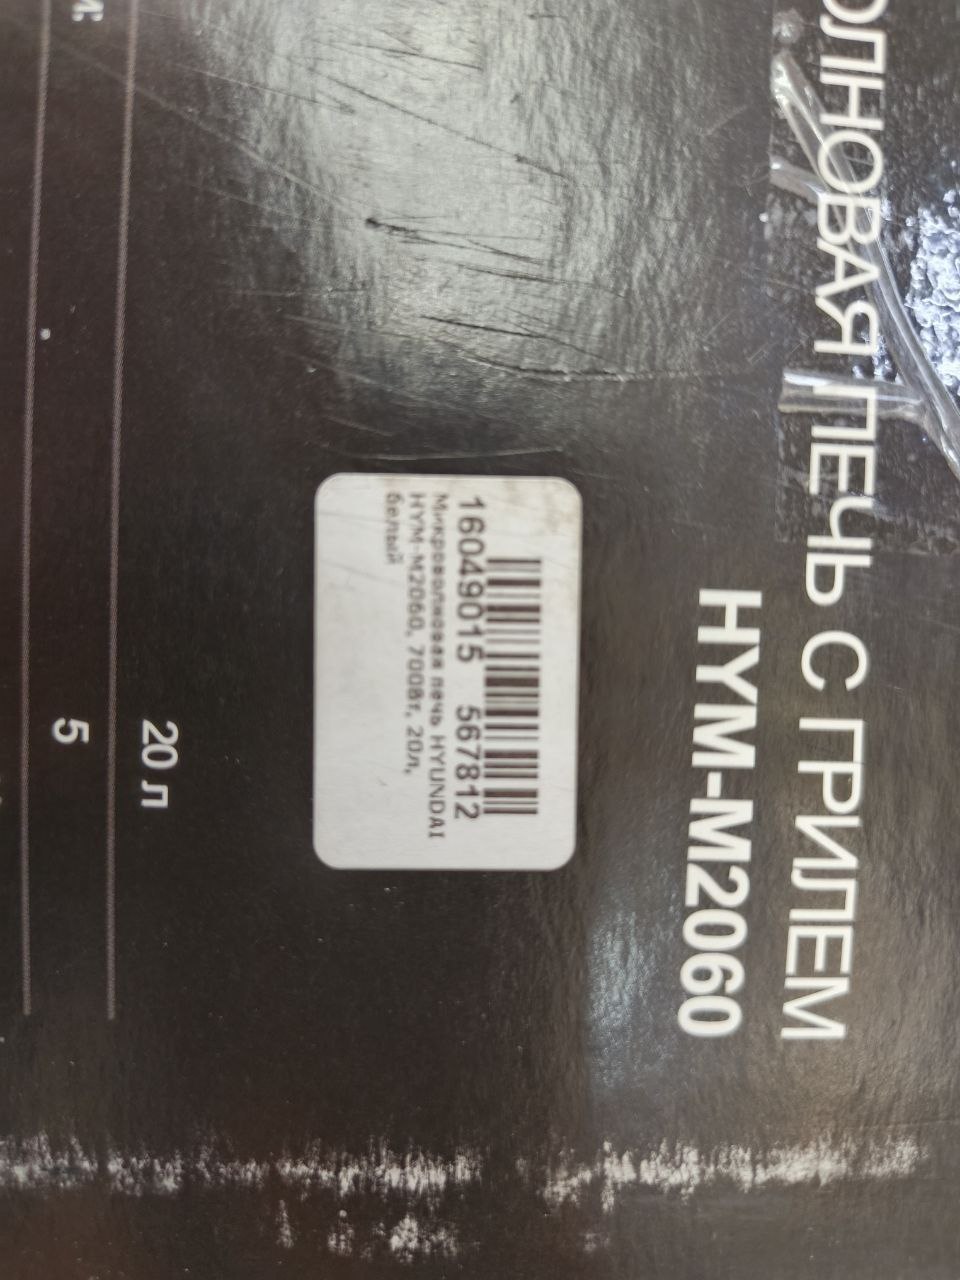 ОЛНОВАЯ ПЕЧЬ С ГРИЛЕМ
HYM-M2060
16049015 567812
Микроволновая печь HYUNDAI
HYM-M2060, 700Вт, 20л,
белый
20 л
5